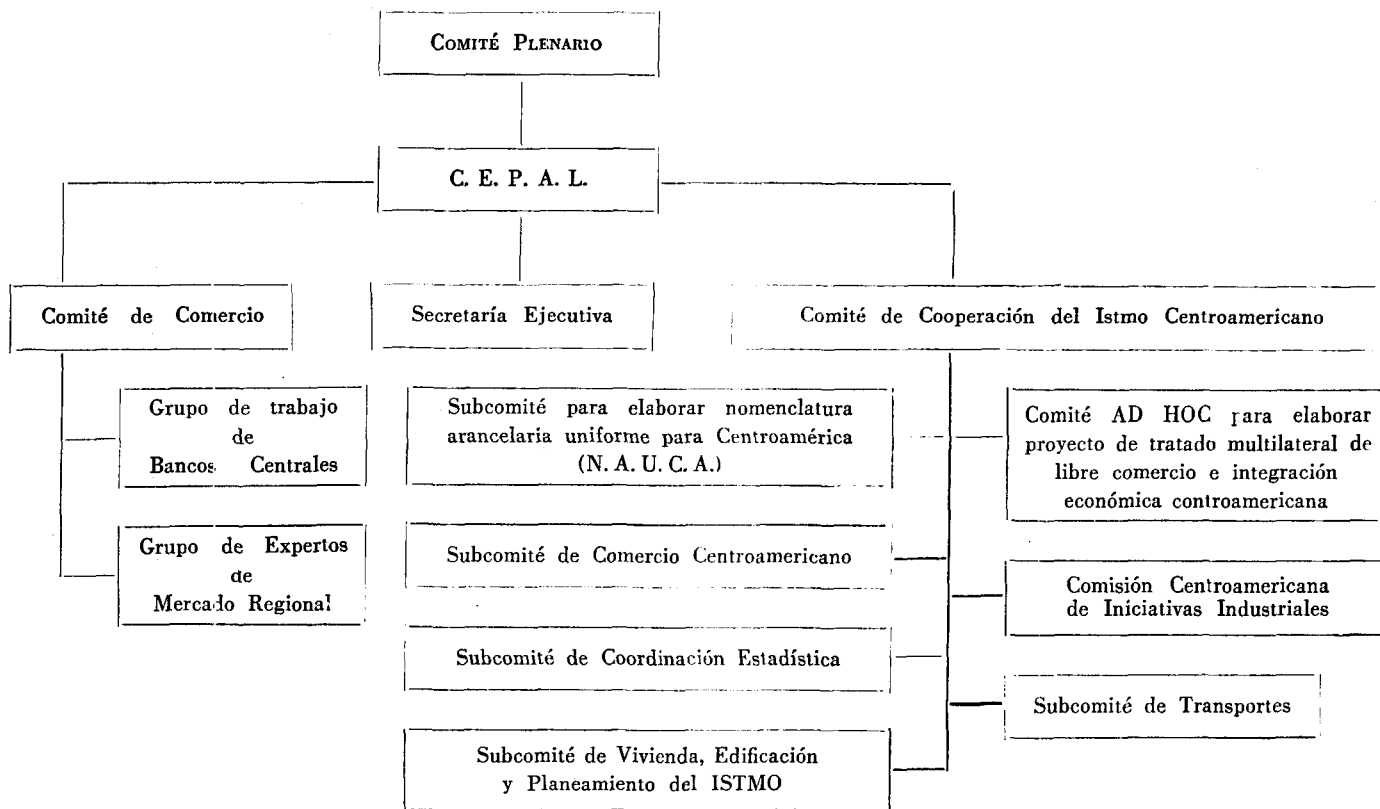 COMITÉ PLENARIO
C. E. P. A. L.
Comité de Comercio
Secretaría Ejecutiva
Comité de Cooperación del Istmo Centroamericano
Grupo de trabajo
de
Bancos Centrales
Subcomité para elaborar nomenclatura
arancelaria uniforme para Centroamérica
(N. A. U. C. A.)
Comité AD HOC para elaborar
proyecto de tratado multilateral de
libre comercio e integración
económica controamericana
Grupo de Expertos
de
Mercado Regional
Subcomité de Comercio Centroamericano
Comisión Centroamericana
de Iniciativas Industriales
Subcomité de Coordinación Estadística
Subcomité de Transportes
Subcomité de Vivienda, Edificación
y Planeamiento del ISTMO